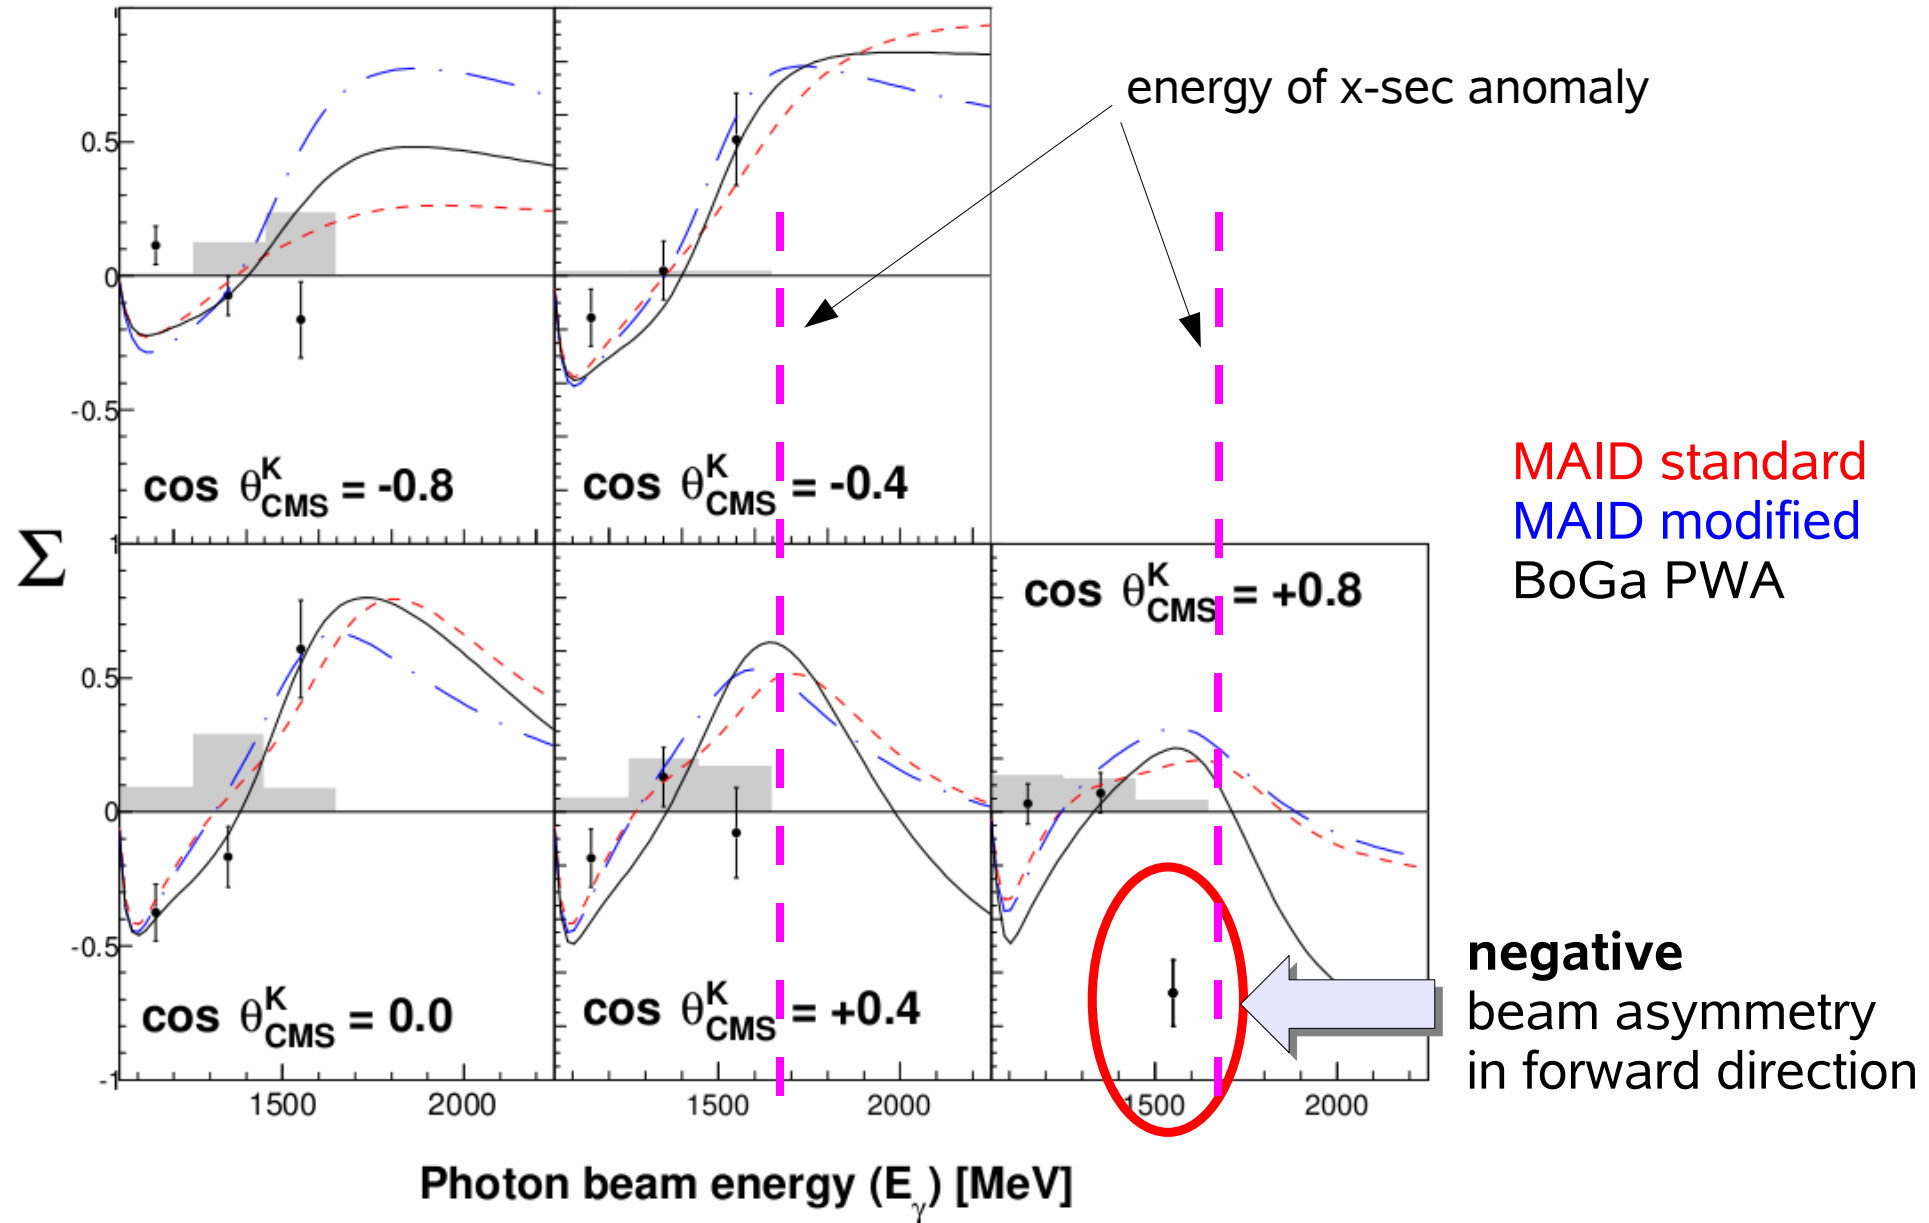 energy of x-sec anomaly
0.5
0
-0.5
cos θ^K_CMS = -0.8
cos θ^K_CMS = -0.4
MAID standard
MAID modified
BoGa PWA
Σ
cos θ^K_CMS = +0.8
0.5
0
-0.5
-1
cos θ^K_CMS = 0.0
cos θ^K_CMS = +0.4
negative
beam asymmetry
in forward direction
1500 2000 1500 2000 1500 2000
Photon beam energy (E_γ) [MeV]